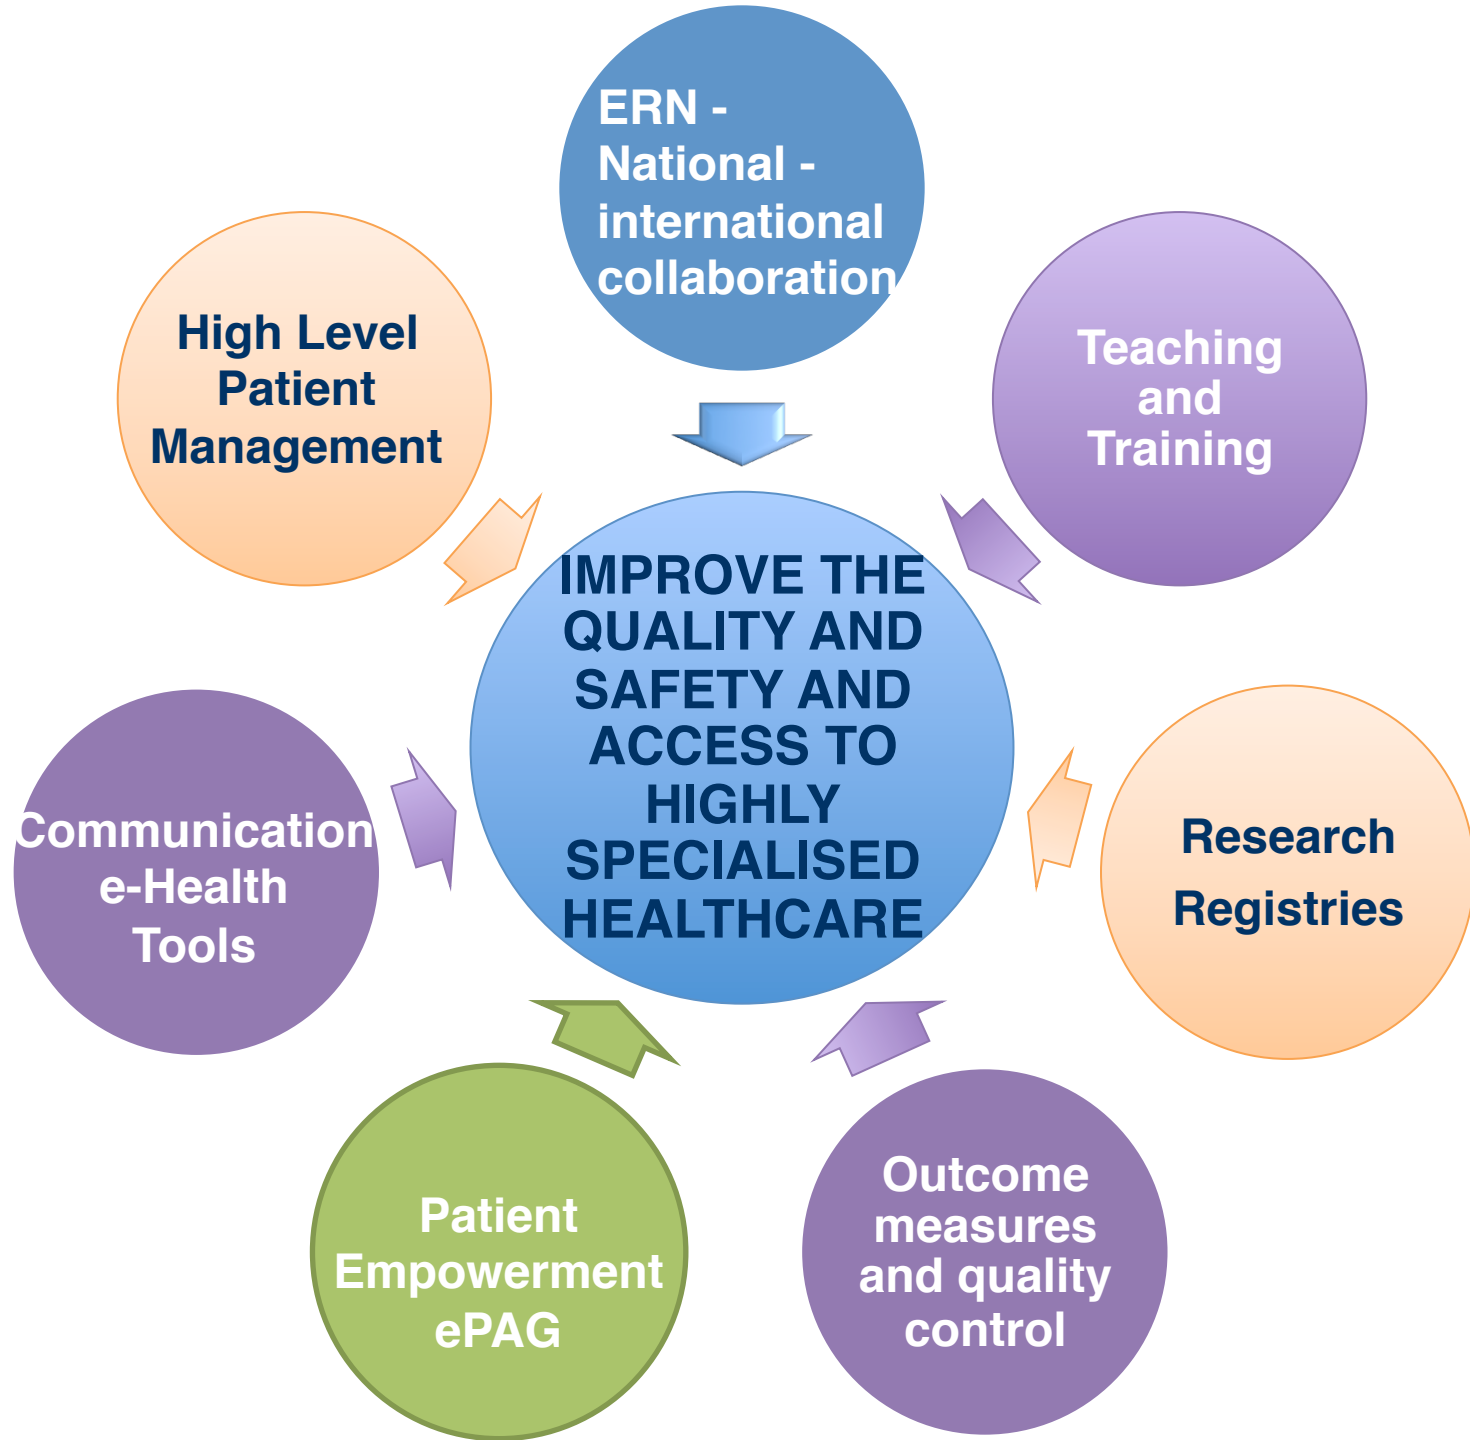 ERN -
National -
international
collaboration
High Level
Patient
Management
Teaching
and
Training
IMPROVE THE
QUALITY AND
SAFETY AND
ACCESS TO
HIGHLY
SPECIALISED
HEALTHCARE
Communication
e-Health
Tools
Research
Registries
Patient
Empowerment
ePAG
Outcome
measures
and quality
control